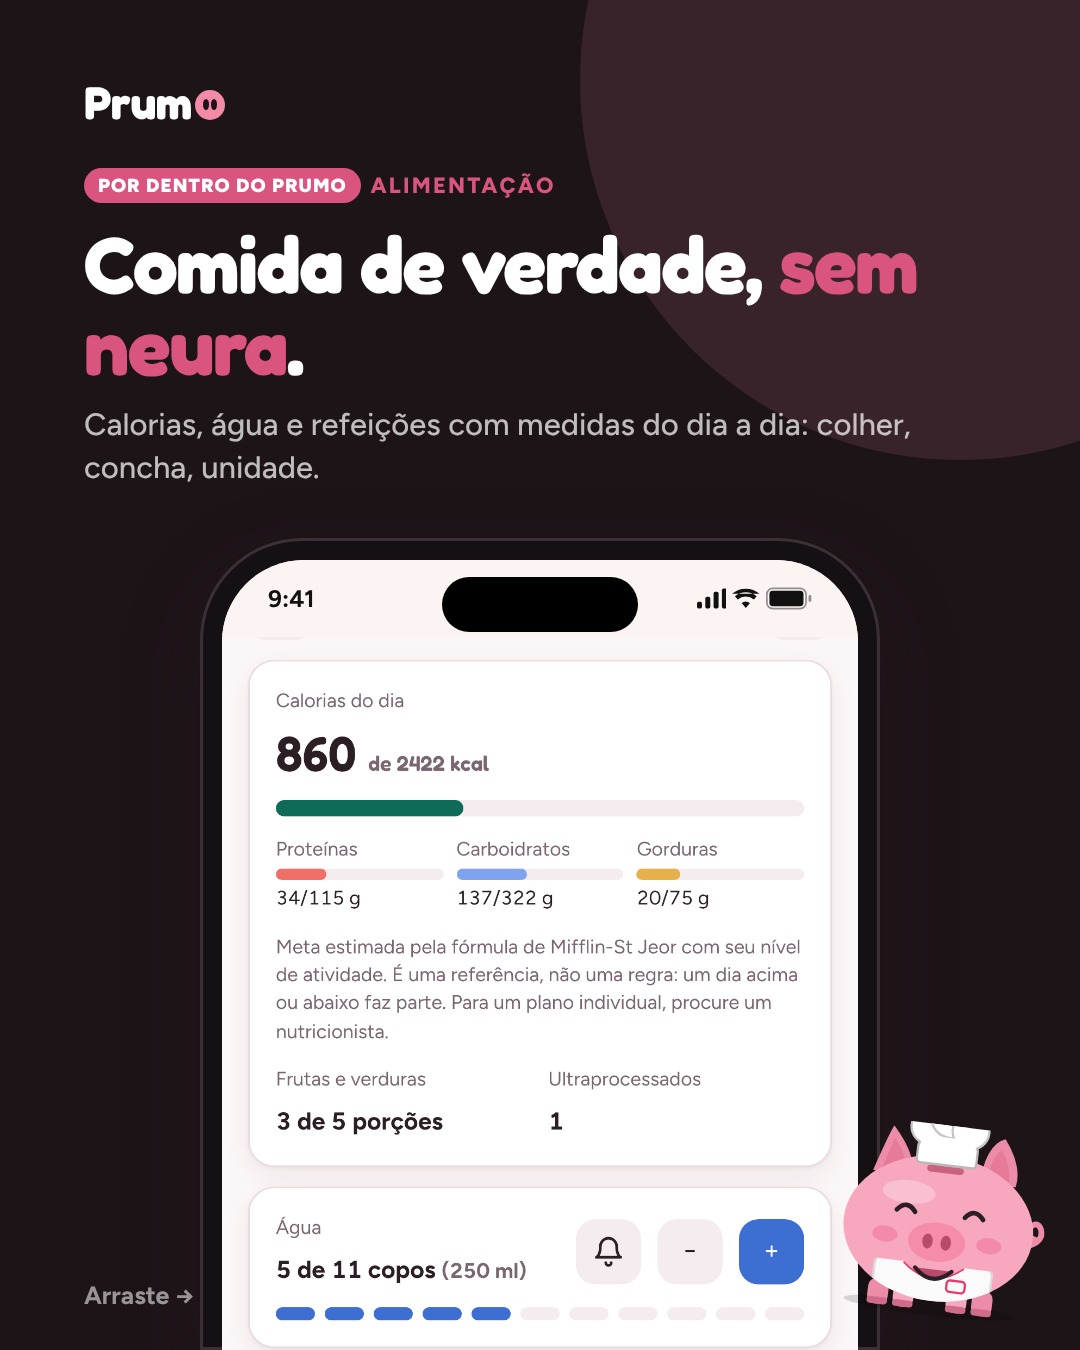 Prumo
POR DENTRO DO PRUMO ALIMENTAÇÃO
Comida de verdade, sem
neura.
Calorias, água e refeições com medidas do dia a dia: colher,
concha, unidade.
9:41
Calorias do dia
860 de 2422 kcal
Proteínas Carboidratos Gorduras
34/115 g 137/322 g 20/75 g
Meta estimada pela fórmula de Mifflin-St Jeor com seu nível
de atividade. É uma referência, não uma regra: um dia acima
ou abaixo faz parte. Para um plano individual, procure um
nutricionista.
Frutas e verduras Ultraprocessados
3 de 5 porções 1
Água
5 de 11 copos (250 ml) - +
Arraste →